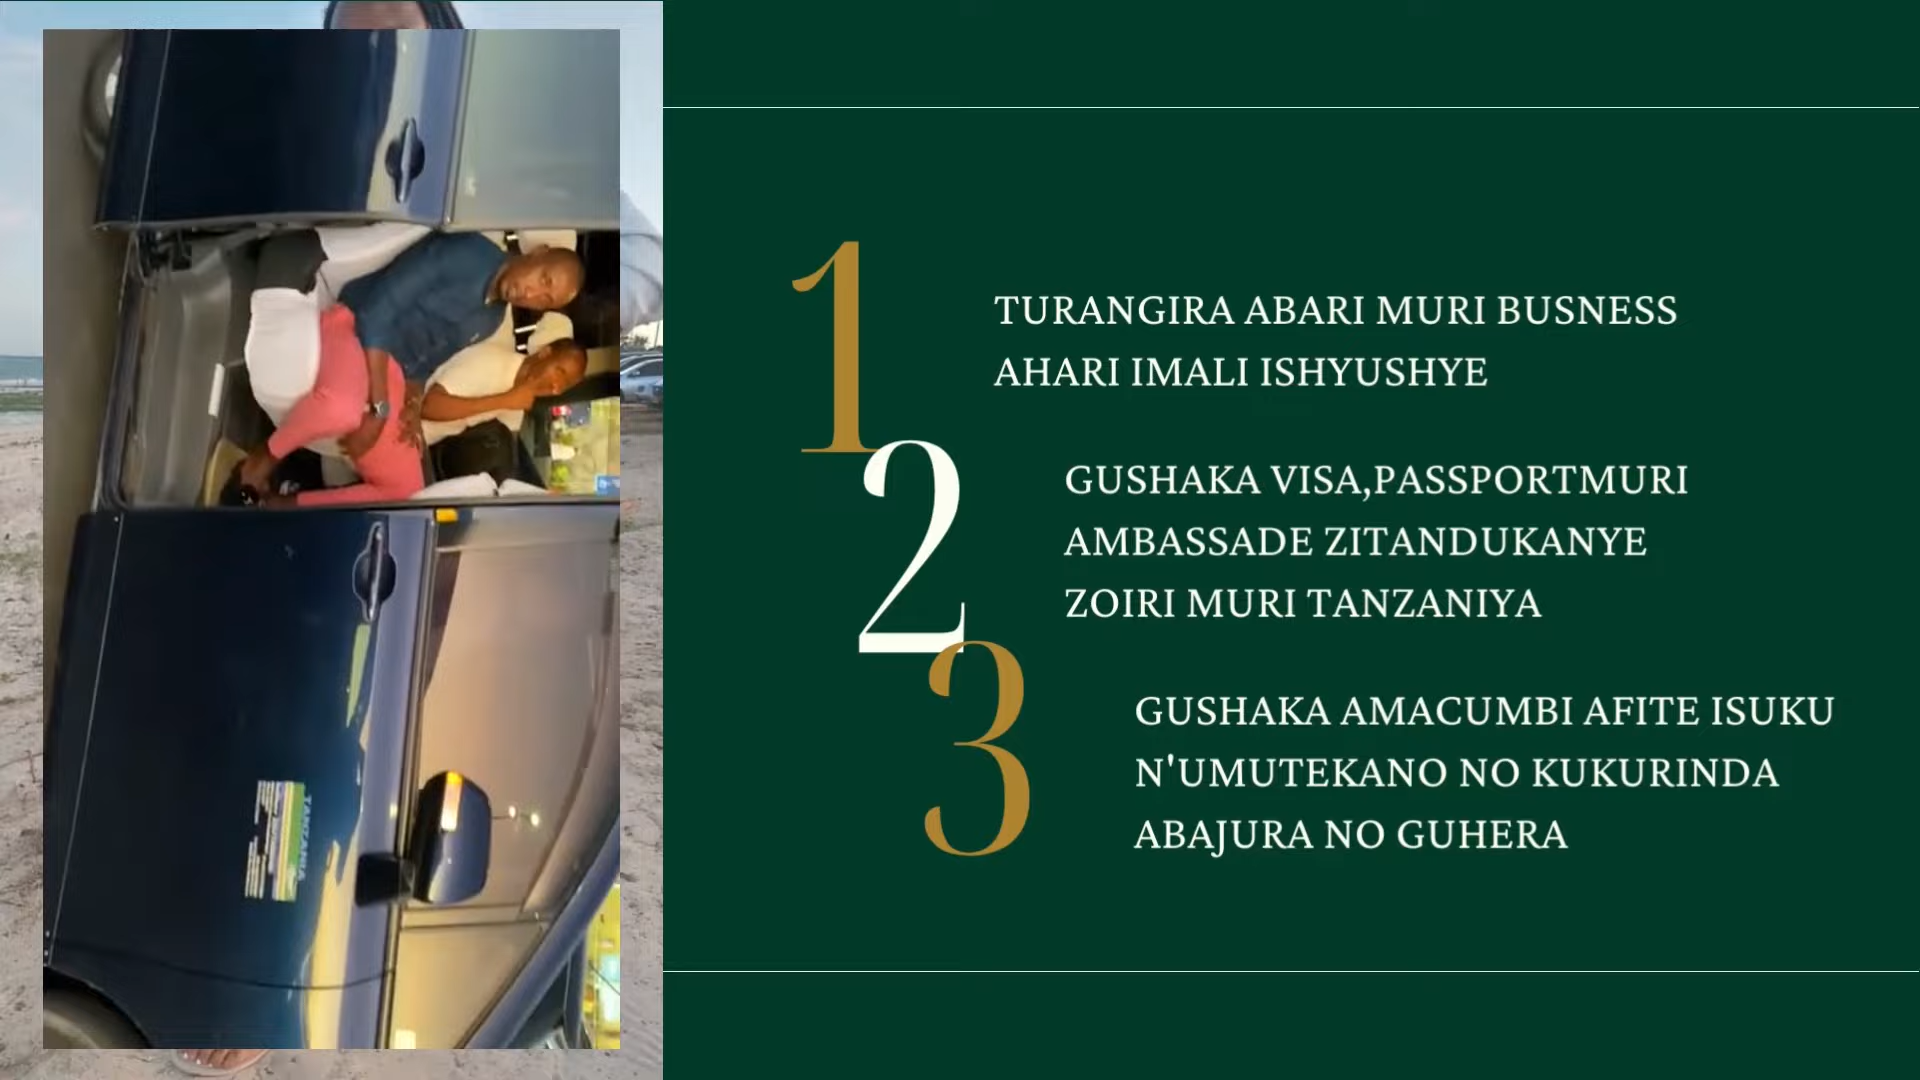 1
TURANGIRA ABARI MURI BUSNESS
AHARI IMALI ISHYUSHYE
2
GUSHAKA VISA,PASSPORTMURI
AMBASSADE ZITANDUKANYE
ZOIRI MURI TANZANIYA
3
GUSHAKA AMACUMBI AFITE ISUKU
N'UMUTEKANO NO KUKURINDA
ABAJURA NO GUHERA
TANZANIA